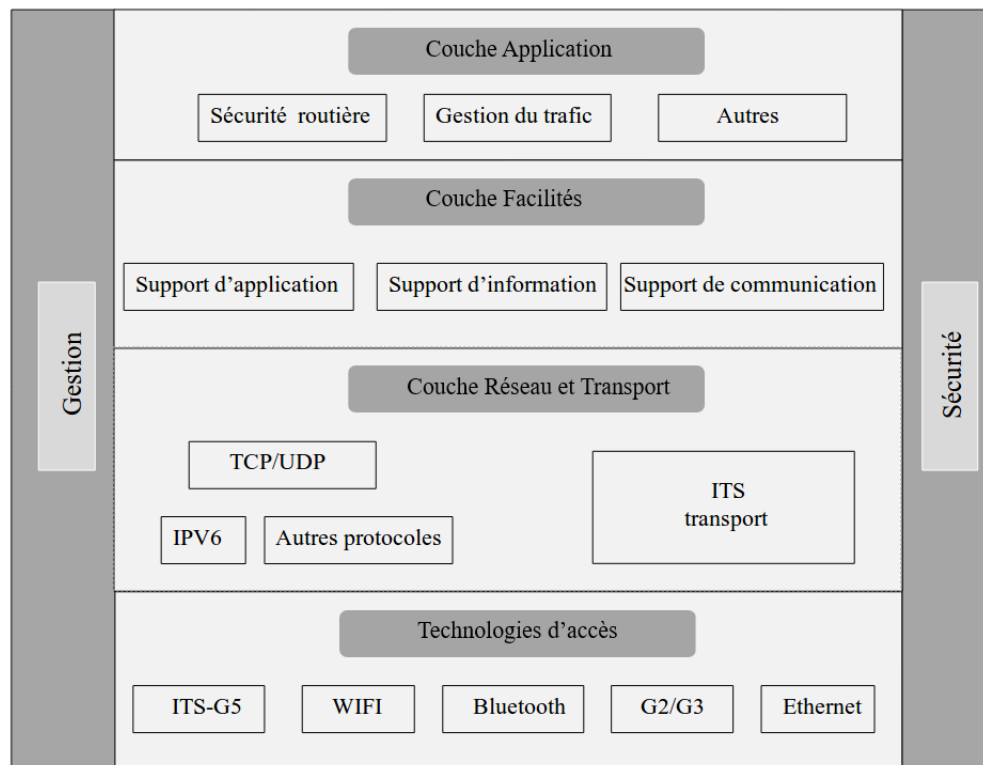 Couche Application
Sécurité routière
Gestion du trafic
Autres
Couche Facilités
Support d’application
Support d’information
Support de communication
Gestion
Sécurité
Couche Réseau et Transport
TCP/UDP
ITS
transport
IPV6
Autres protocoles
Technologies d’accès
ITS-G5
WIFI
Bluetooth
G2/G3
Ethernet